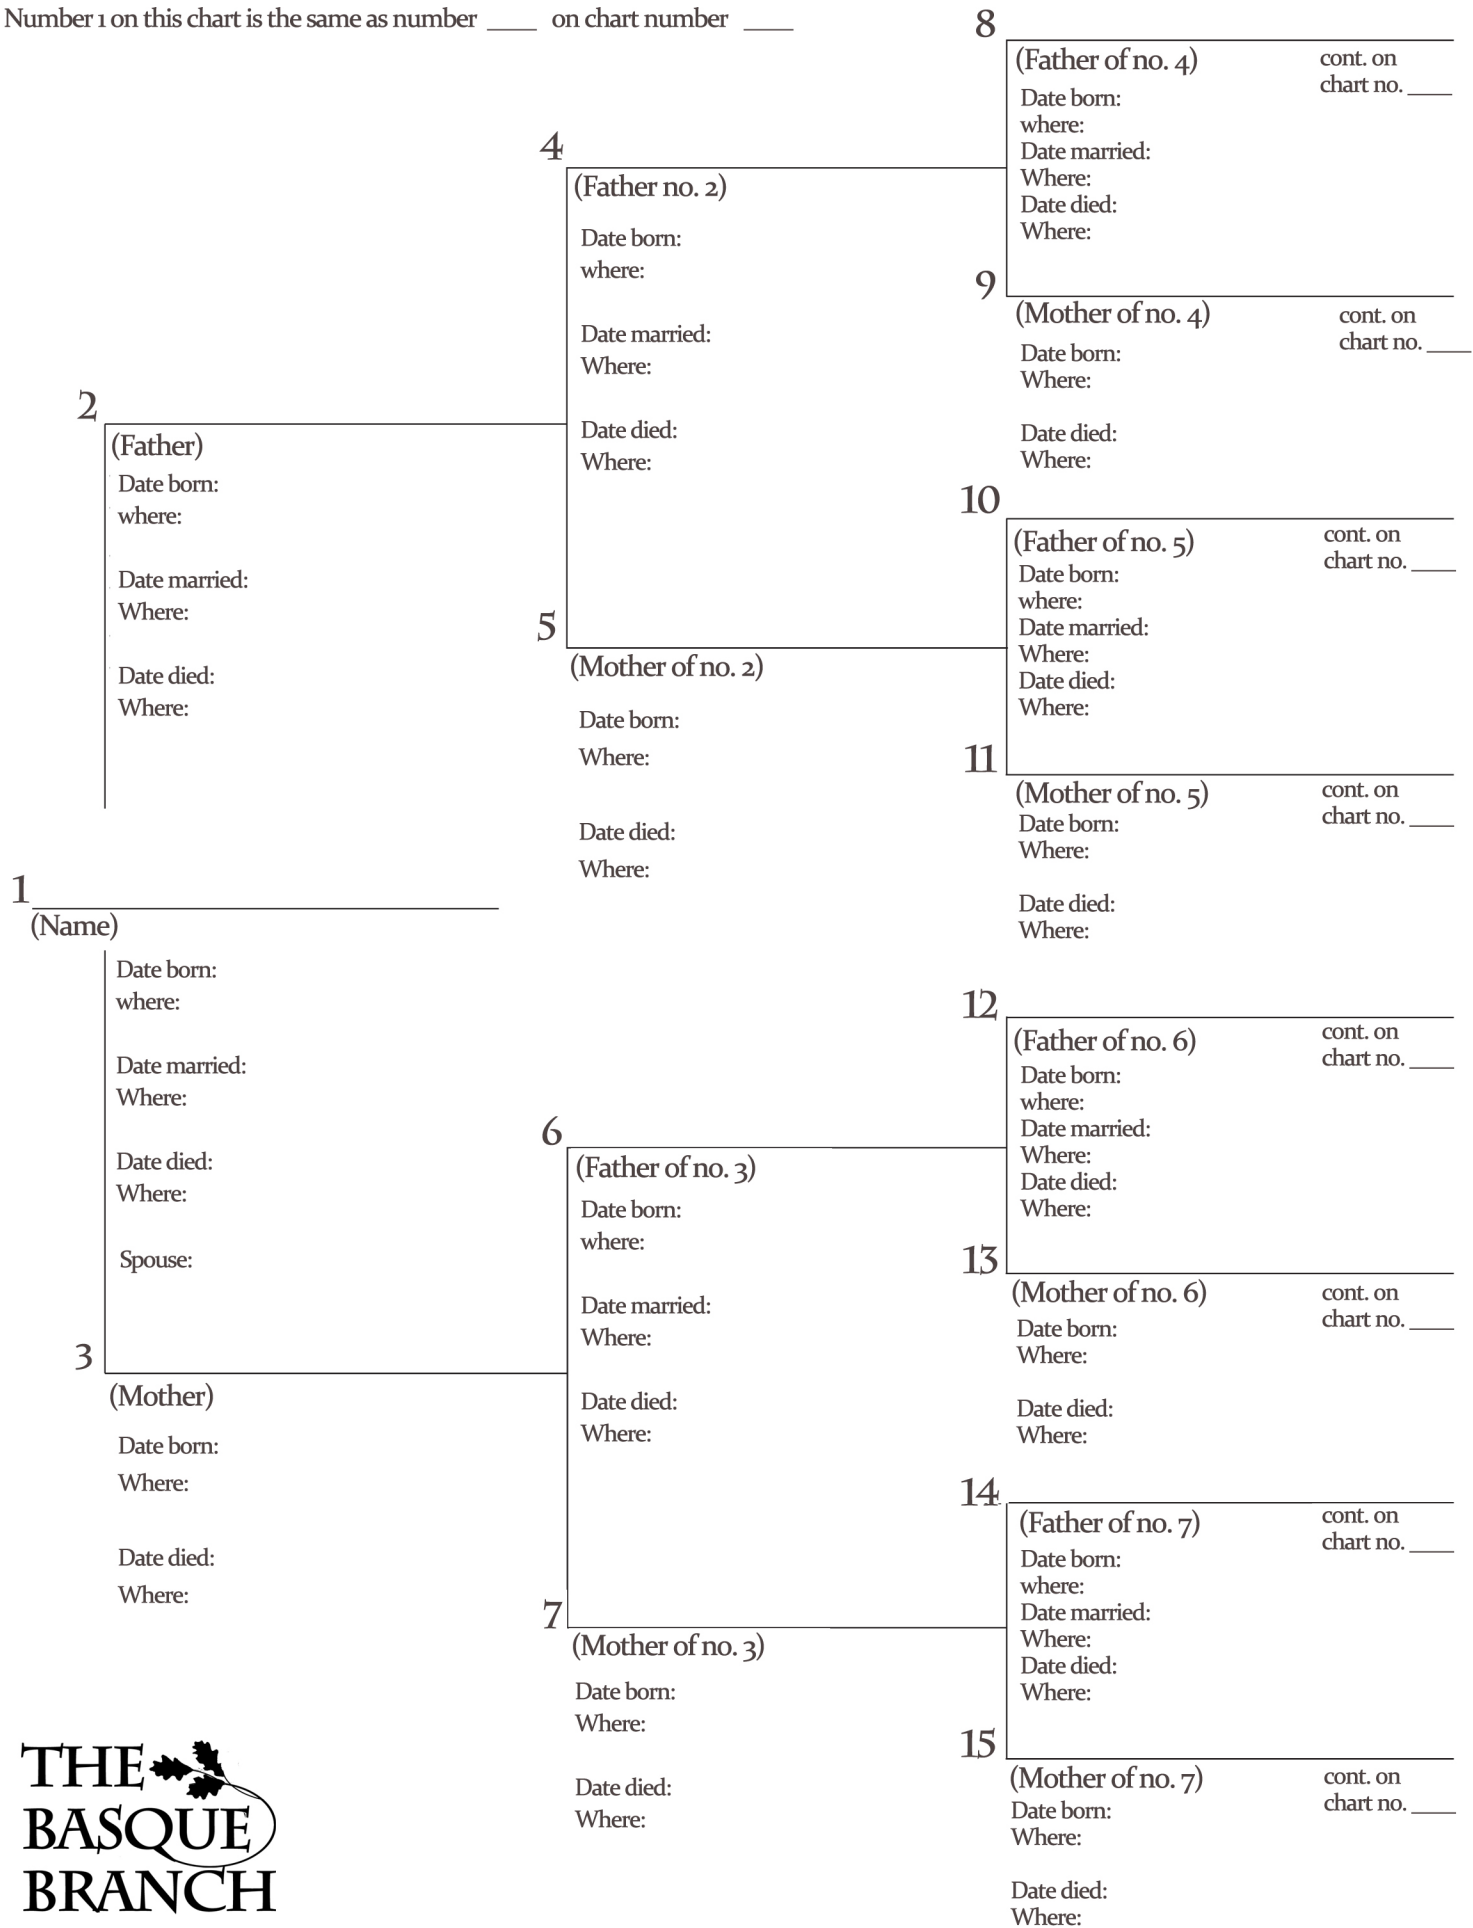 Number 1 on this chart is the same as number ____ on chart number ____
8
(Father of no. 4)
cont. on
chart no. ____
Date born:
where:
Date married:
Where:
Date died:
Where:
4
(Father no. 2)
Date born:
where:
Date married:
Where:
Date died:
Where:
9
(Mother of no. 4)
cont. on
chart no. ____
Date born:
Where:
Date died:
Where:
2
(Father)
Date born:
where:
Date married:
Where:
Date died:
Where:
10
(Father of no. 5)
cont. on
chart no. ____
Date born:
where:
Date married:
Where:
Date died:
Where:
5
(Mother of no. 2)
Date born:
Where:
Date died:
Where:
11
(Mother of no. 5)
cont. on
chart no. ____
Date born:
Where:
Date died:
Where:
1
(Name)
Date born:
where:
Date married:
Where:
Date died:
Where:
Spouse:
12
(Father of no. 6)
cont. on
chart no. ____
Date born:
where:
Date married:
Where:
Date died:
Where:
6
(Father of no. 3)
Date born:
where:
Date married:
Where:
Date died:
Where:
13
(Mother of no. 6)
cont. on
chart no. ____
Date born:
Where:
Date died:
Where:
3
(Mother)
Date born:
Where:
Date died:
Where:
14
(Father of no. 7)
cont. on
chart no. ____
Date born:
where:
Date married:
Where:
Date died:
Where:
7
(Mother of no. 3)
Date born:
Where:
Date died:
Where:
15
(Mother of no. 7)
cont. on
chart no. ____
Date born:
Where:
Date died:
Where:
THE
BASQUE
BRANCH